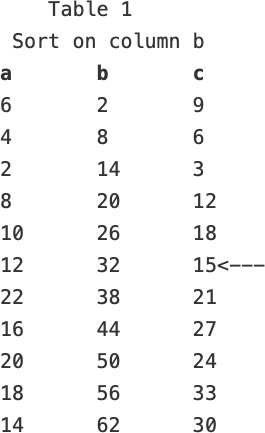 Table 1
Sort on column b
a b c
6 2 9
4 8 6
2 14 3
8 20 12
10 26 18
12 32 15<---
22 38 21
16 44 27
20 50 24
18 56 33
14 62 30